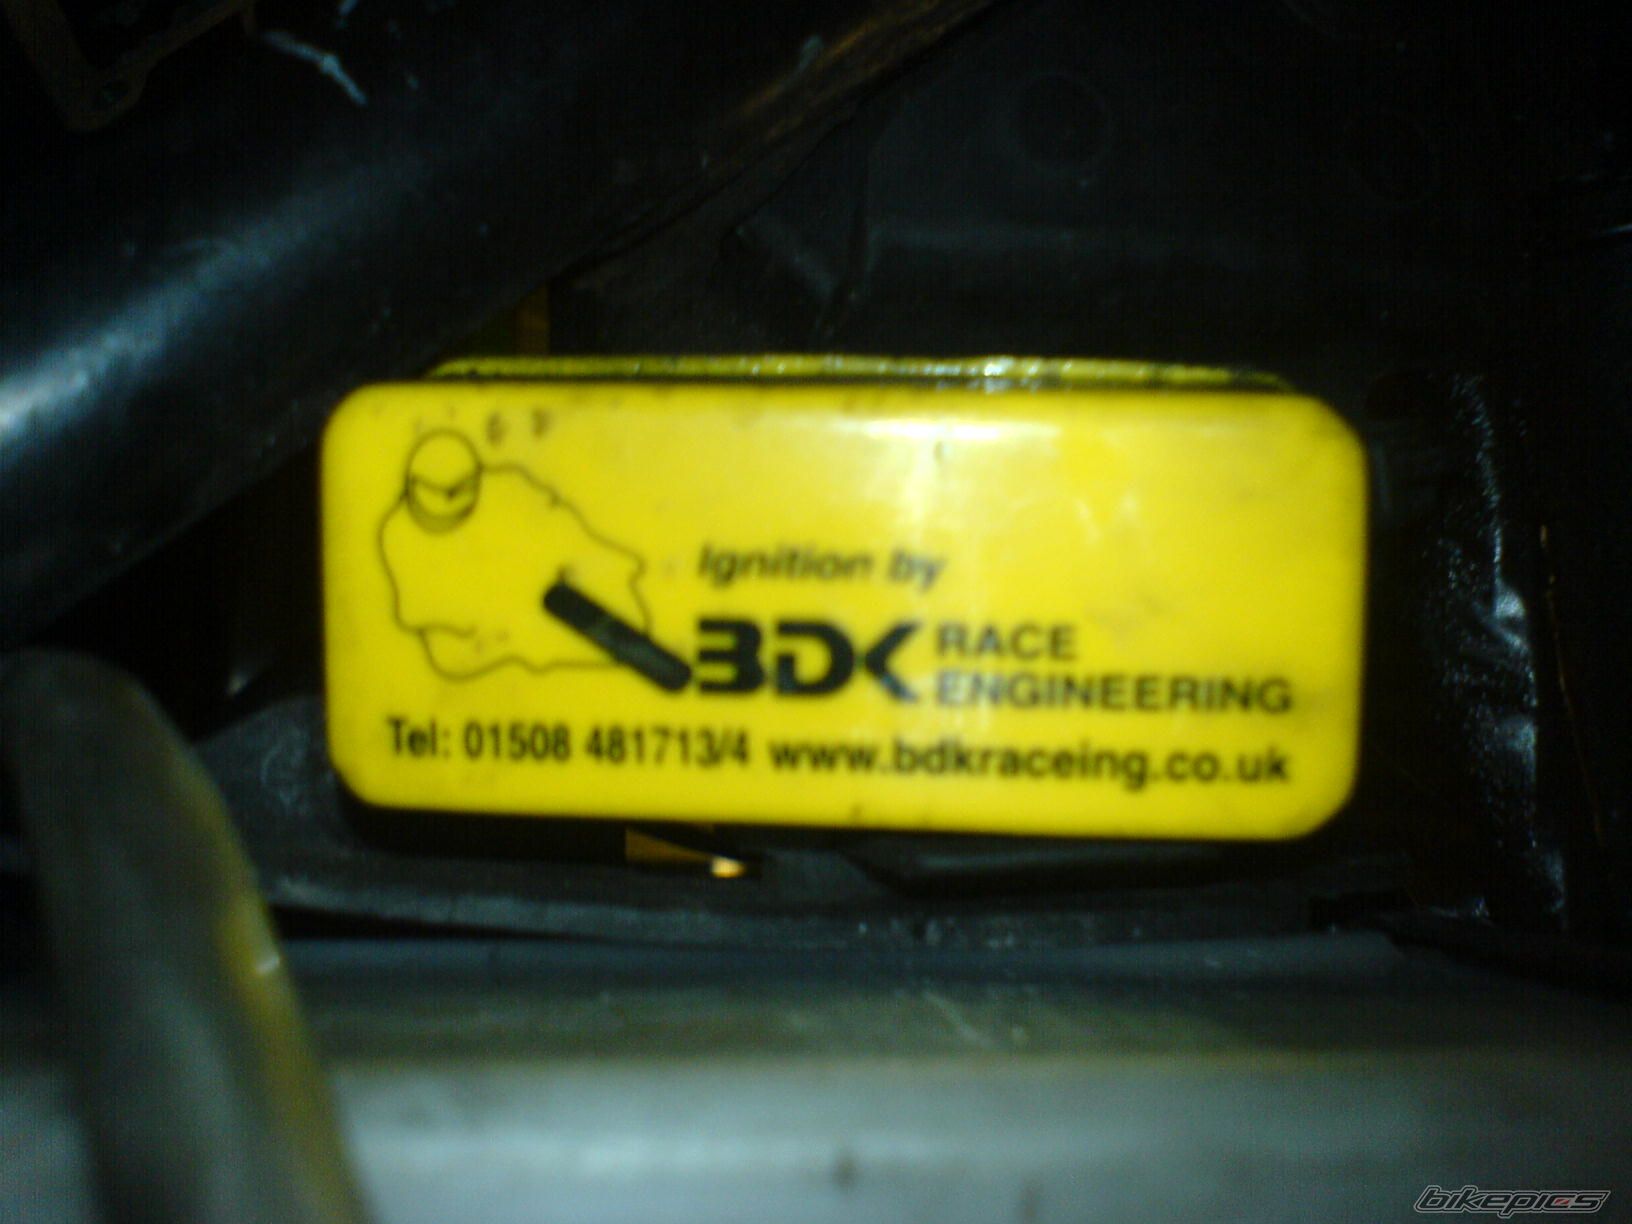 Ignition by
BDK RACE
ENGINEERING
Tel: 01508 481713/4 www.bdkraceing.co.uk
bikepics